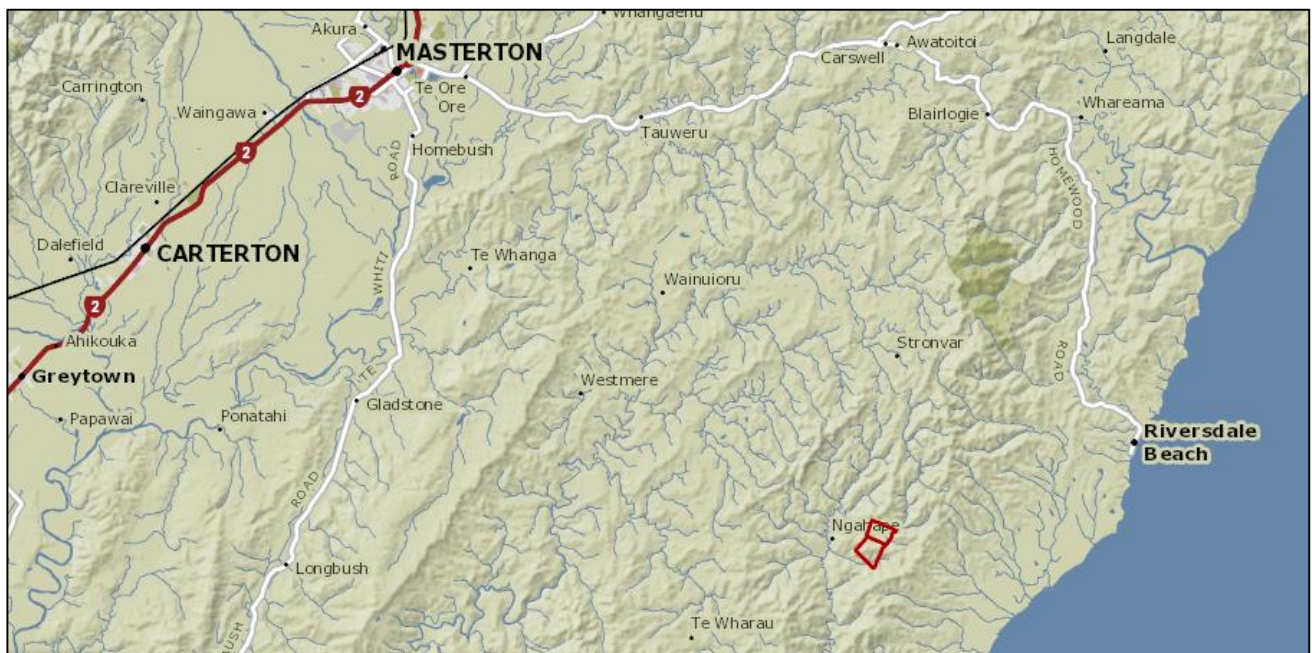 Whangaehu
Akura
MASTERTON
Carswell
Awatoitoi
Langdale
Carrington
Te Ore
Ore
2
Waingawa
Blairlogie
Whareama
Tauweru
Homebush
2
ROAD
HOMEWOOD
Clareville
Dalefield
CARTERTON
Te Whanga
WHITI
Wainuioru
2
Ahikouka
Stronvar
ROAD
Greytown
TE
Westmere
Papawai
Ponatahi
Gladstone
Riversdale
Beach
ROAD
Ngahape
Longbush
BUSH
Te Wharau